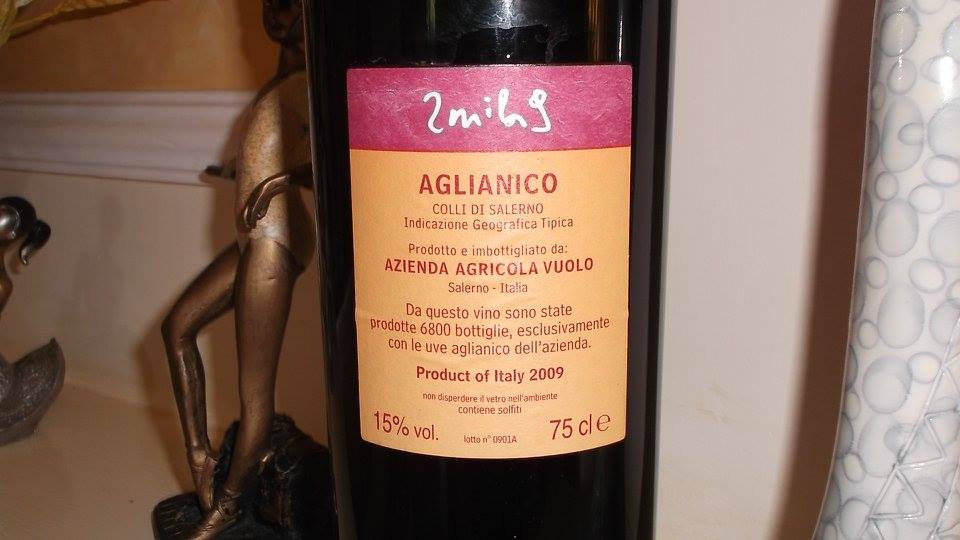 2mila9
AGLIANICO
COLLI DI SALERNO
Indicazione Geografica Tipica
Prodotto e imbottigliato da:
AZIENDA AGRICOLA VUOLO
Salerno - Italia
Da questo vino sono state
prodotte 6800 bottiglie, esclusivamente
con le uve aglianico dell'azienda.
Product of Italy 2009
non disperdere il vetro nell'ambiente
contiene solfiti
15% vol. lotto n° 0901A 75 cl e